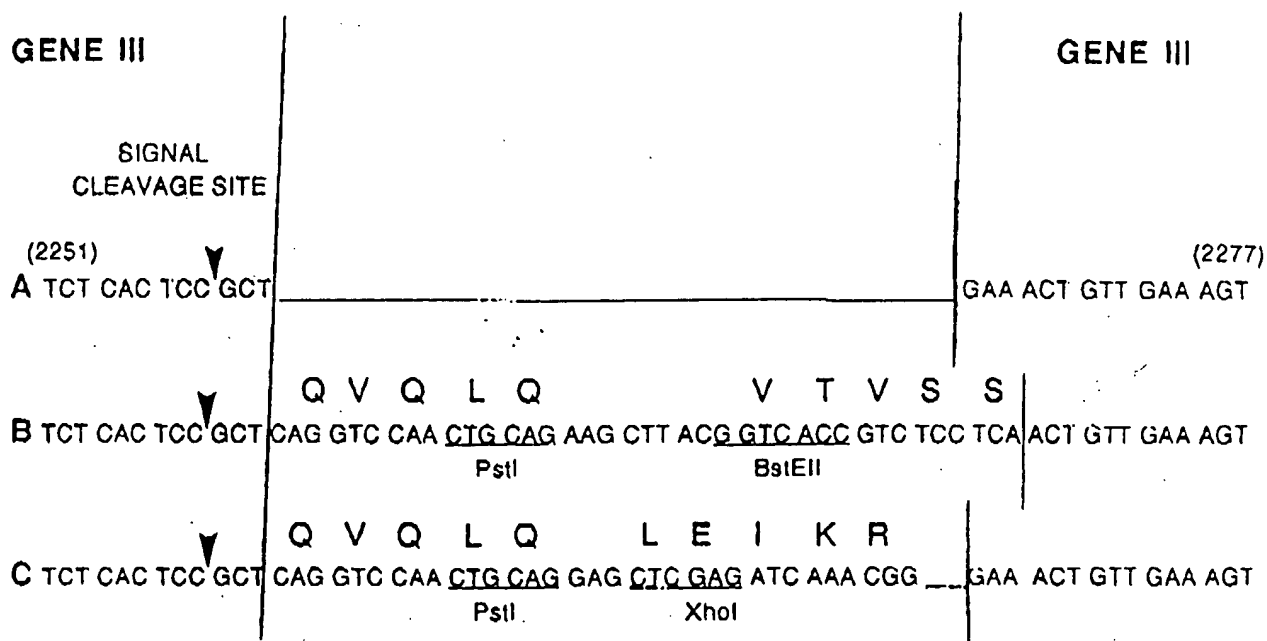 GENE III GENE III
SIGNAL
CLEAVAGE SITE
(2251) (2277)
A TCT CAC TCC GCT GAA ACT GTT GAA AGT
Q V Q L Q V T V S S
B TCT CAC TCC GCT CAG GTC CAA CTG CAG AAG CTT ACG GTC ACC GTC TCC TCA ACT GTT GAA AGT
PstI BstEII
Q V Q L Q L E I K R
C TCT CAC TCC GCT CAG GTC CAA CTG CAG GAG CTC GAG ATC AAA CGG GAA ACT GTT GAA AGT
PstI XhoI